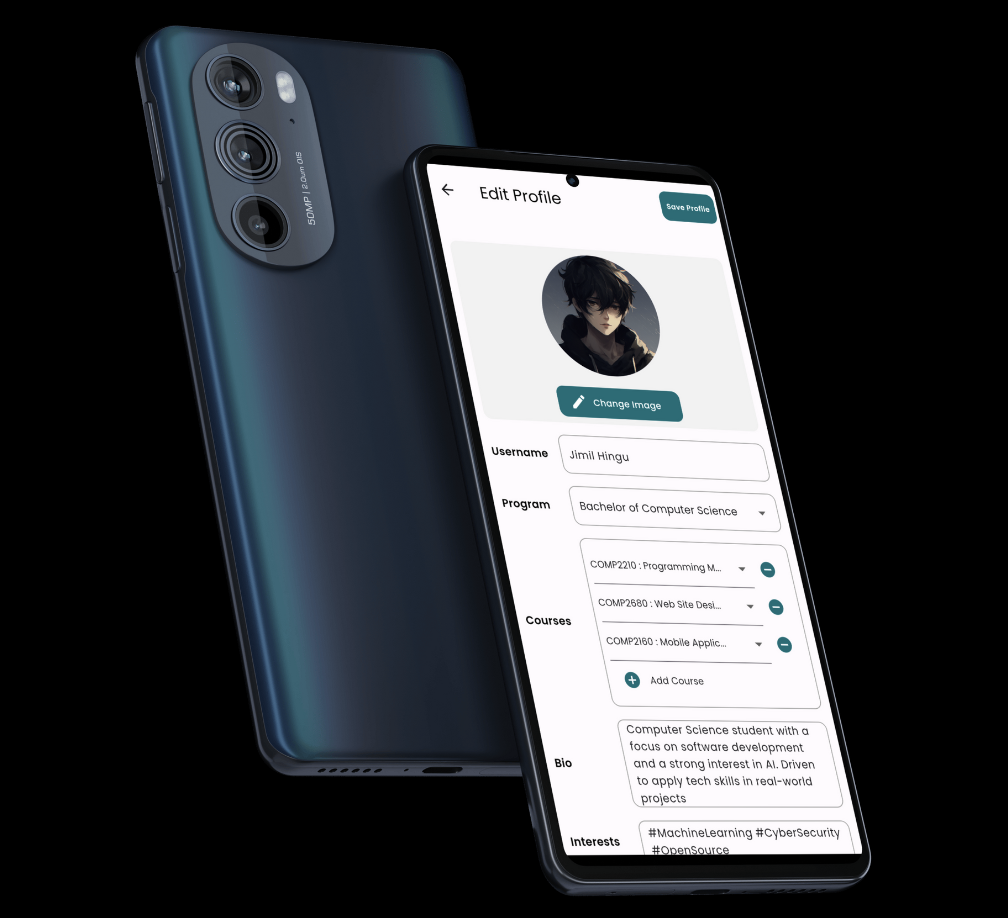 50MP | 2.0um OIS
Edit Profile
Save Profile
Change Image
Username
Jimil Hingu
Program
Bachelor of Computer Science
Courses
COMP2210 : Programming M...
COMP2680 : Web Site Desi...
COMP2160 : Mobile Applic...
Add Course
Bio
Computer Science student with a
focus on software development
and a strong interest in AI. Driven
to apply tech skills in real-world
projects
Interests
#MachineLearning #CyberSecurity
#OpenSource